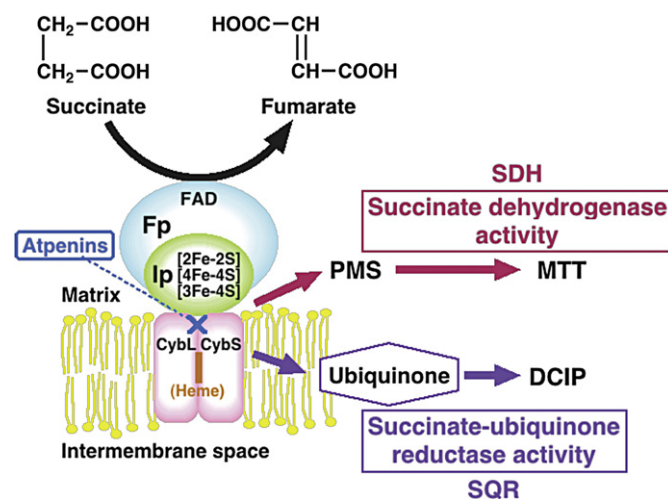 CH₂–COOH
CH₂–COOH
Succinate
HOOC–CH
CH–COOH
Fumarate
FAD
Fp
Ip
[2Fe-2S]
[4Fe-4S]
[3Fe-4S]
Atpenins
Matrix
CybL CybS
(Heme)
Intermembrane space
SDH
Succinate dehydrogenase
activity
PMS
MTT
Ubiquinone
DCIP
Succinate-ubiquinone
reductase activity
SQR